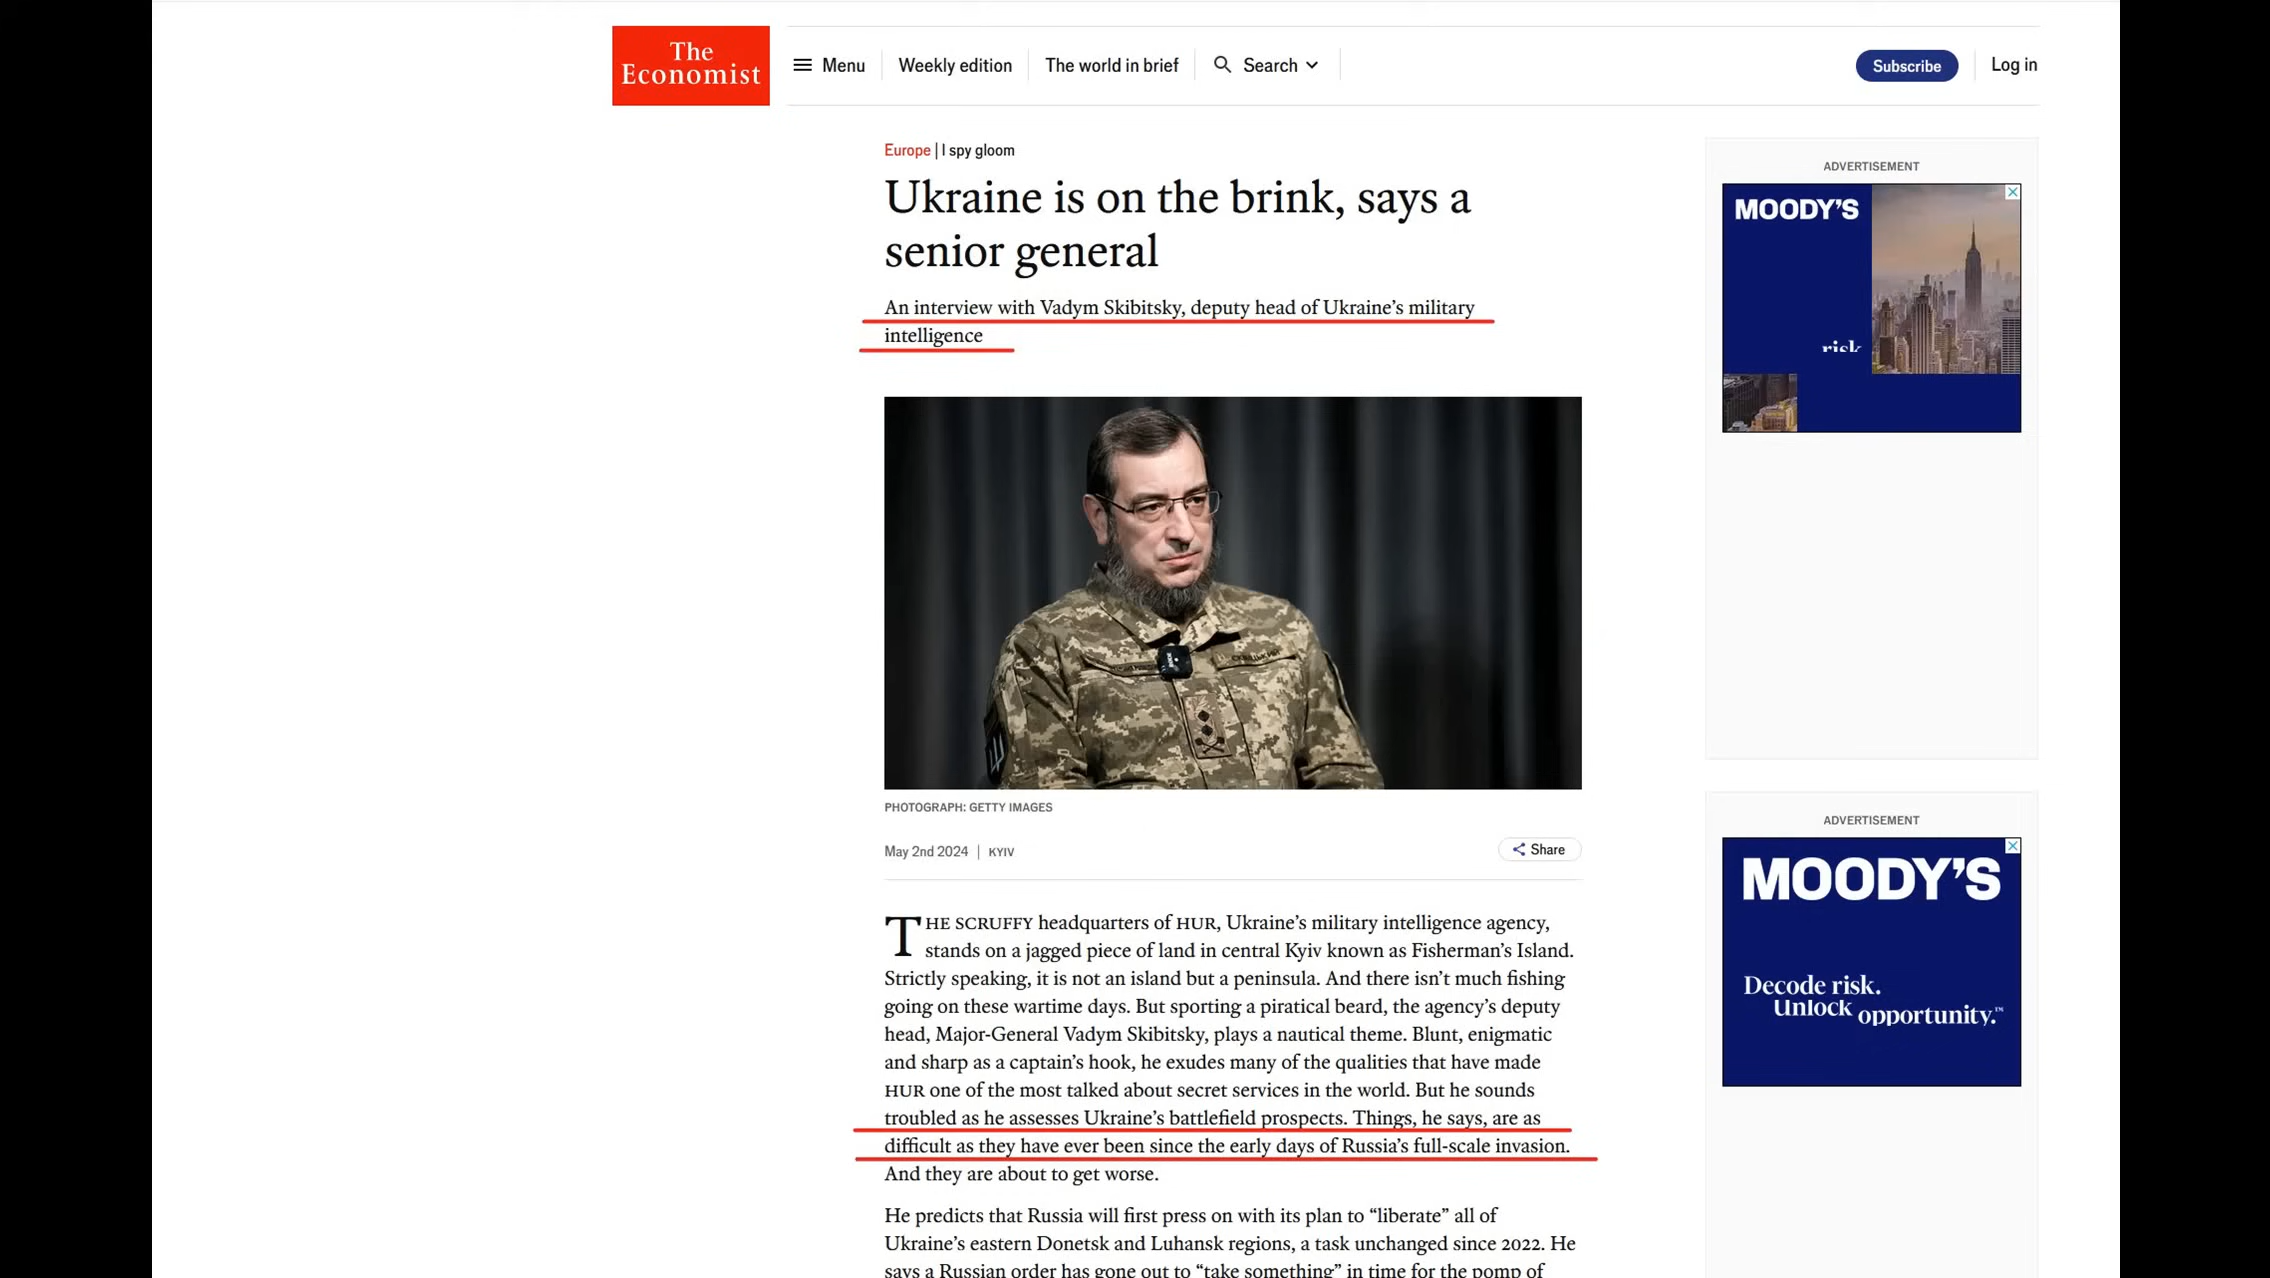 The
Economist
Menu
Weekly edition
The world in brief
Search
Subscribe
Log in
Europe | I spy gloom
Ukraine is on the brink, says a
senior general
An interview with Vadym Skibitsky, deputy head of Ukraine’s military
intelligence
СКІБІЦЬКИЙ
PHOTOGRAPH: GETTY IMAGES
May 2nd 2024 | KYIV
Share
THE SCRUFFY headquarters of HUR, Ukraine’s military intelligence agency,
stands on a jagged piece of land in central Kyiv known as Fisherman’s Island.
Strictly speaking, it is not an island but a peninsula. And there isn’t much fishing
going on these wartime days. But sporting a piratical beard, the agency’s deputy
head, Major-General Vadym Skibitsky, plays a nautical theme. Blunt, enigmatic
and sharp as a captain’s hook, he exudes many of the qualities that have made
HUR one of the most talked about secret services in the world. But he sounds
troubled as he assesses Ukraine’s battlefield prospects. Things, he says, are as
difficult as they have ever been since the early days of Russia’s full-scale invasion.
And they are about to get worse.
He predicts that Russia will first press on with its plan to “liberate” all of
Ukraine’s eastern Donetsk and Luhansk regions, a task unchanged since 2022. He
says a Russian order has gone out to “take something” in time for the pomp of
ADVERTISEMENT
MOODY’S
risk
ADVERTISEMENT
MOODY’S
Decode risk.
Unlock opportunity.™